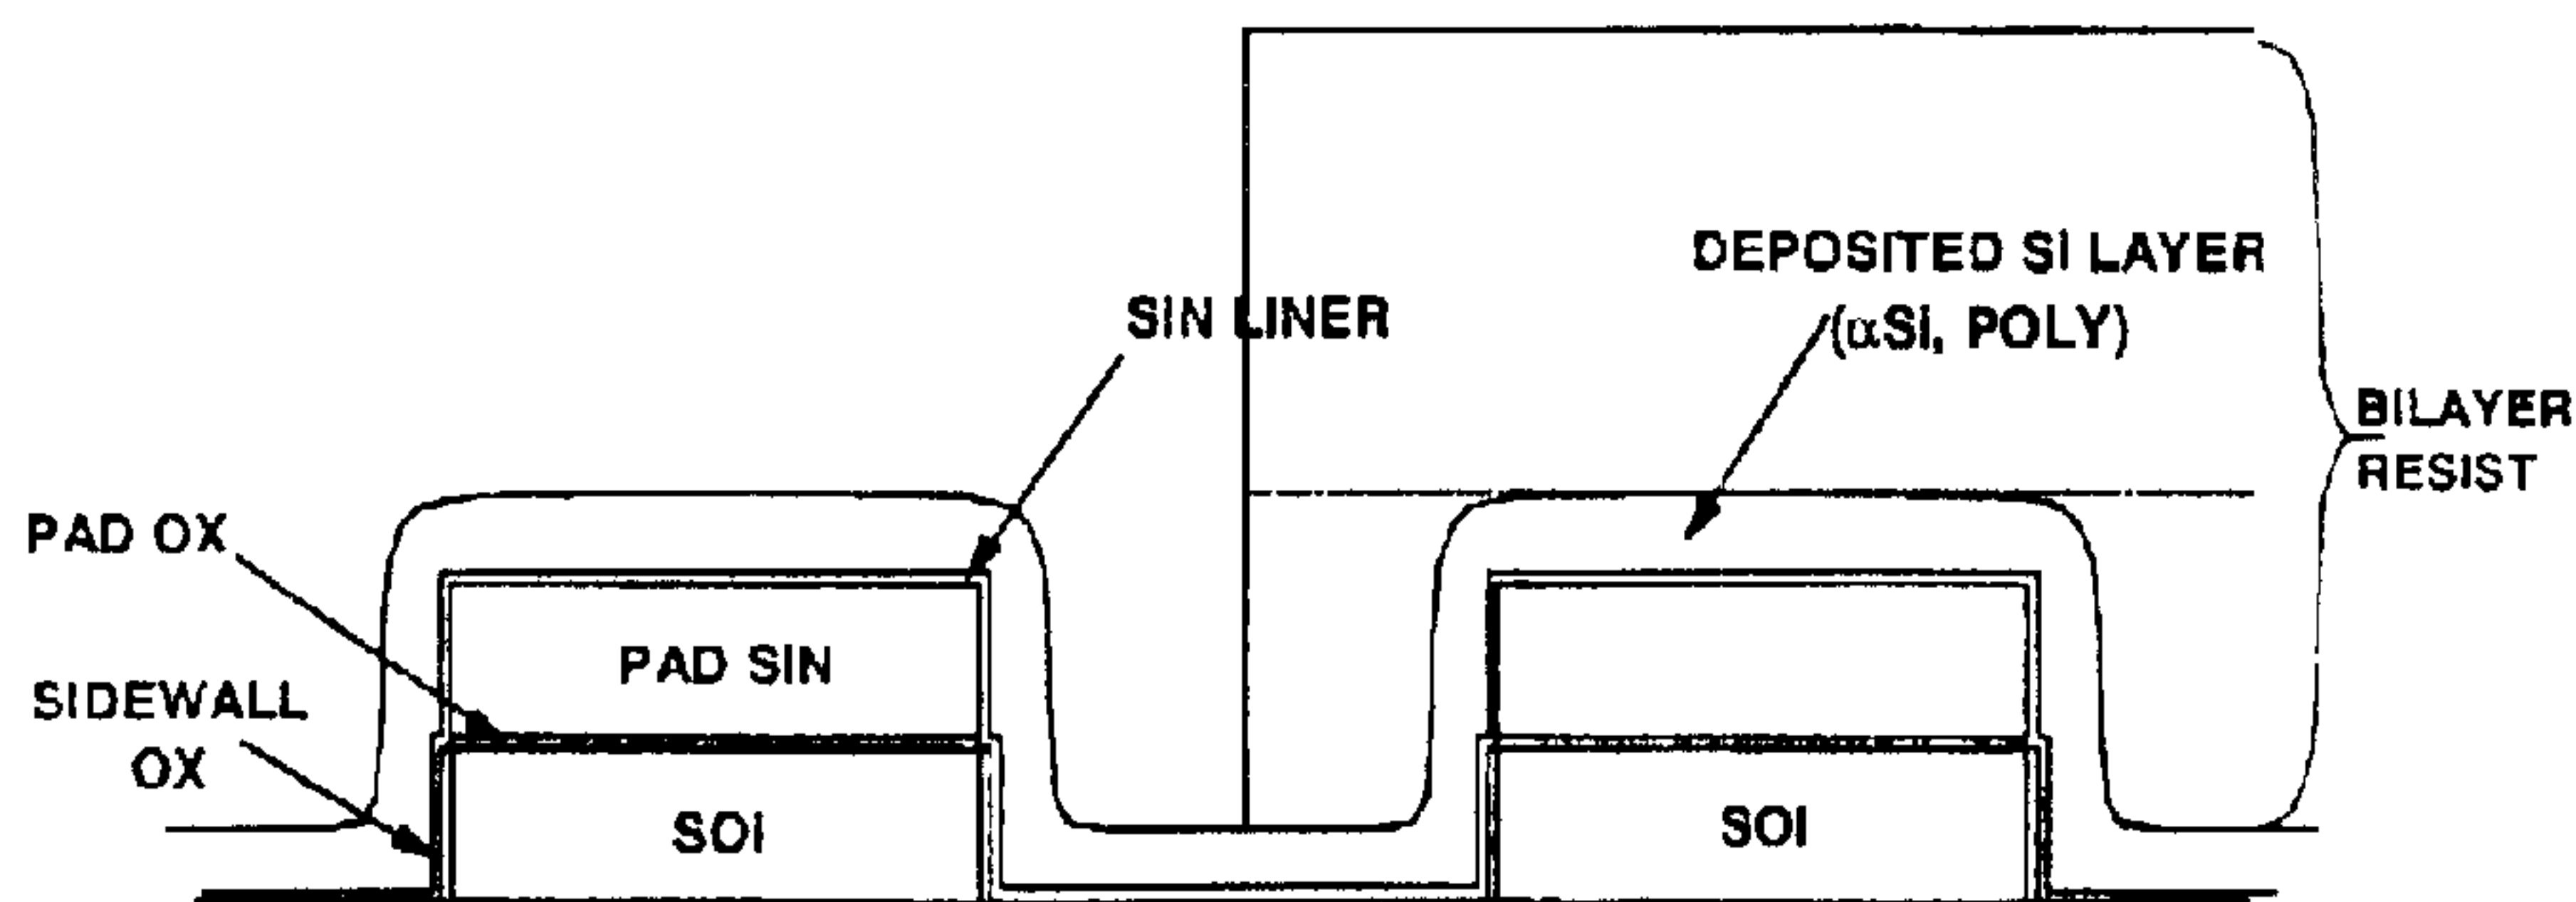 DEPOSITED SI LAYER
(αSI, POLY)
SIN LINER
BILAYER
RESIST
PAD OX
PAD SIN
SIDEWALL
OX
SOI
SOI